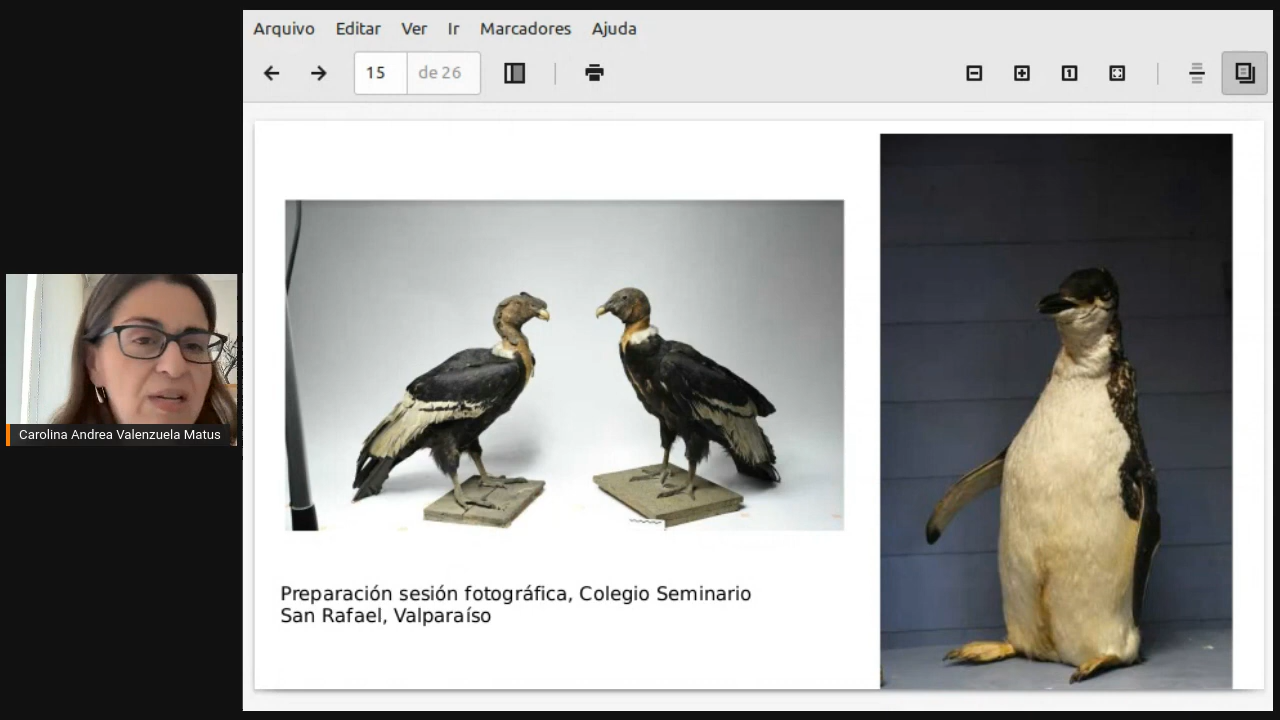 Arquivo Editar Ver Ir Marcadores Ajuda
15 de 26
1
Carolina Andrea Valenzuela Matus
Preparación sesión fotográfica, Colegio Seminario
San Rafael, Valparaíso